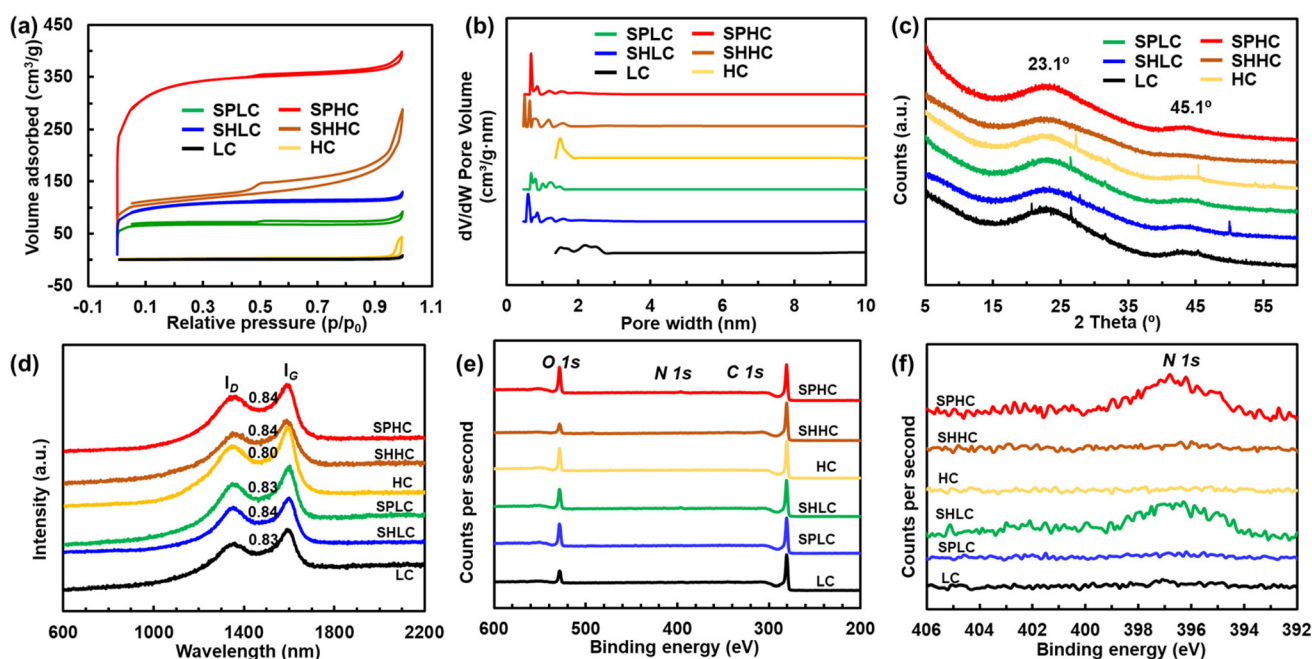 (a)
Volume adsorbed (cm³/g)
450
350
250
150
50
-50
SPLC
SPHC
SHLC
SHHC
LC
HC
-0.1 0.1 0.3 0.5 0.7 0.9 1.1
Relative pressure (p/p₀)
(b)
dV/dW Pore Volume
(cm³/g·nm)
SPLC
SPHC
SHLC
SHHC
LC
HC
0 2 4 6 8 10
Pore width (nm)
(c)
Counts (a.u.)
SPLC
SPHC
SHLC
SHHC
LC
HC
23.1º
45.1º
5 15 25 35 45 55
2 Theta (º)
(d)
Intensity (a.u.)
I_D
I_G
0.84
SPHC
0.84
SHHC
0.80
HC
0.83
SPLC
0.84
SHLC
0.83
LC
600 1000 1400 1800 2200
Wavelength (nm)
(e)
Counts per second
O 1s
N 1s
C 1s
SPHC
SHHC
HC
SHLC
SPLC
LC
600 500 400 300 200
Binding energy (eV)
(f)
Counts per second
N 1s
SPHC
SHHC
HC
SHLC
SPLC
LC
406 404 402 400 398 396 394 392
Binding energy (eV)